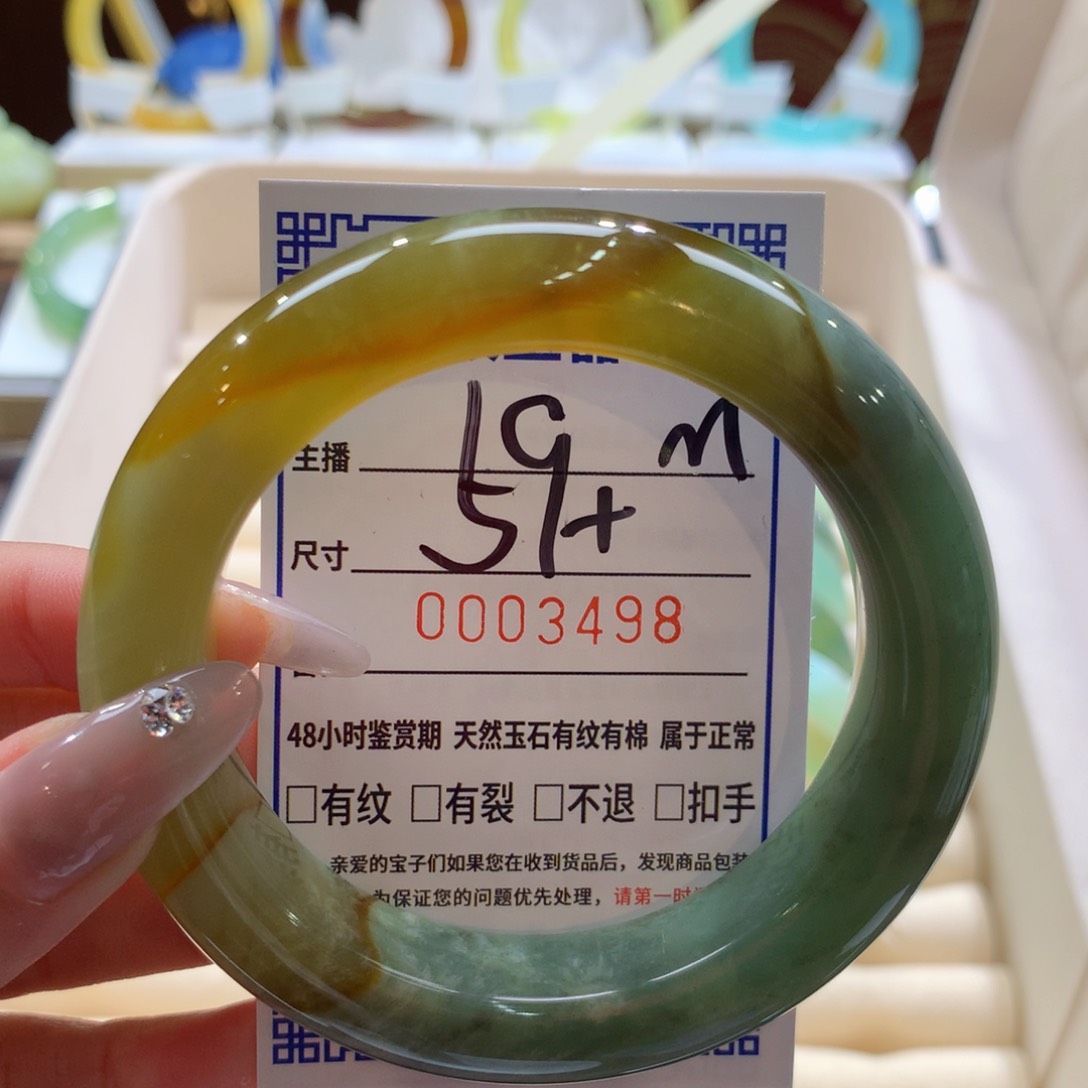 主播 19 M
尺寸 59+
0003498
48小时鉴赏期 天然玉石有纹有棉 属于正常
□有纹 □有裂 □不退 □扣手
亲爱的宝子们如果您在收到货品后，发现商品包装
为保证您的问题优先处理，请第一时